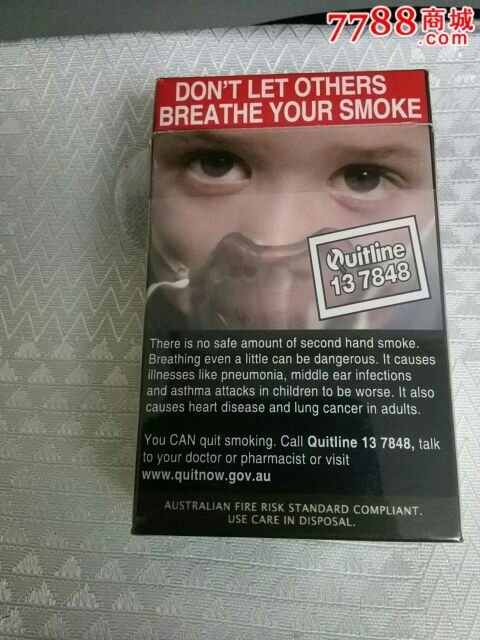 7788商城
.com
DON'T LET OTHERS
BREATHE YOUR SMOKE
Quitline
13 7848
There is no safe amount of second hand smoke.
Breathing even a little can be dangerous. It causes
illnesses like pneumonia, middle ear infections
and asthma attacks in children to be worse. It also
causes heart disease and lung cancer in adults.
You CAN quit smoking. Call Quitline 13 7848, talk
to your doctor or pharmacist or visit
www.quitnow.gov.au
AUSTRALIAN FIRE RISK STANDARD COMPLIANT.
USE CARE IN DISPOSAL.